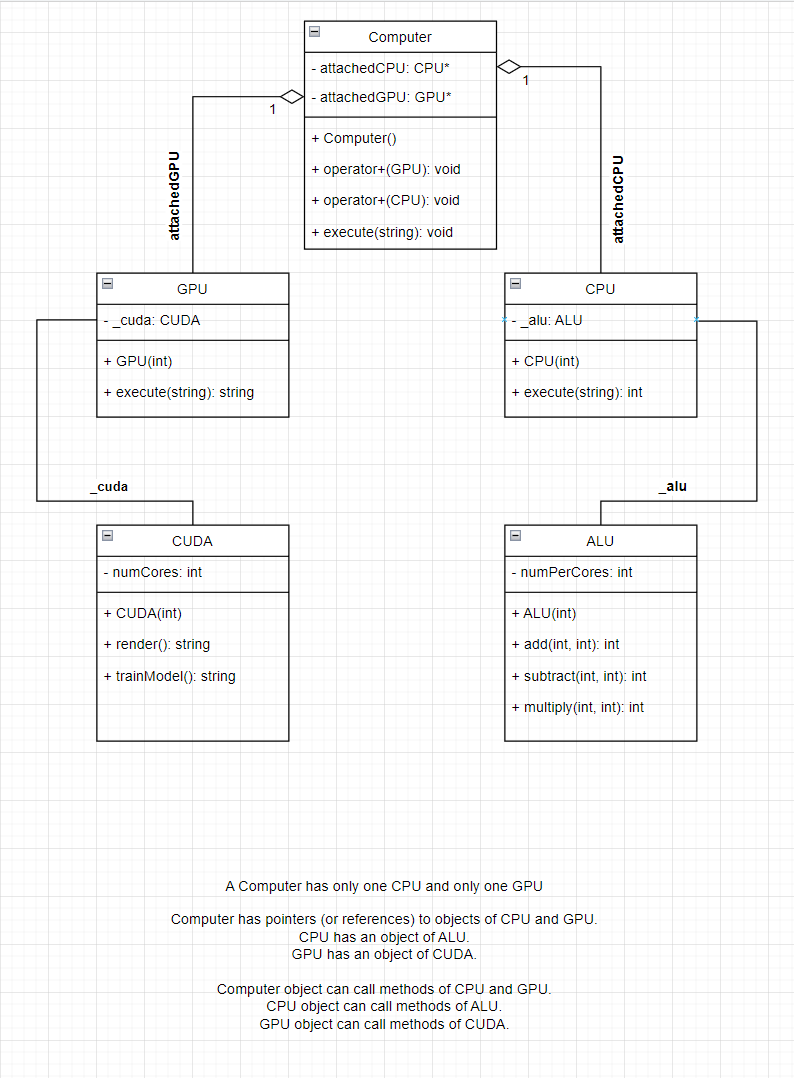 Computer
- attachedCPU: CPU*
- attachedGPU: GPU*
+ Computer()
+ operator+(GPU): void
+ operator+(CPU): void
+ execute(string): void
1
1
attachedGPU
attachedCPU
GPU
- _cuda: CUDA
+ GPU(int)
+ execute(string): string
CPU
- _alu: ALU
+ CPU(int)
+ execute(string): int
_cuda
_alu
CUDA
- numCores: int
+ CUDA(int)
+ render(): string
+ trainModel(): string
ALU
- numPerCores: int
+ ALU(int)
+ add(int, int): int
+ subtract(int, int): int
+ multiply(int, int): int
A Computer has only one CPU and only one GPU
Computer has pointers (or references) to objects of CPU and GPU.
CPU has an object of ALU.
GPU has an object of CUDA.
Computer object can call methods of CPU and GPU.
CPU object can call methods of ALU.
GPU object can call methods of CUDA.